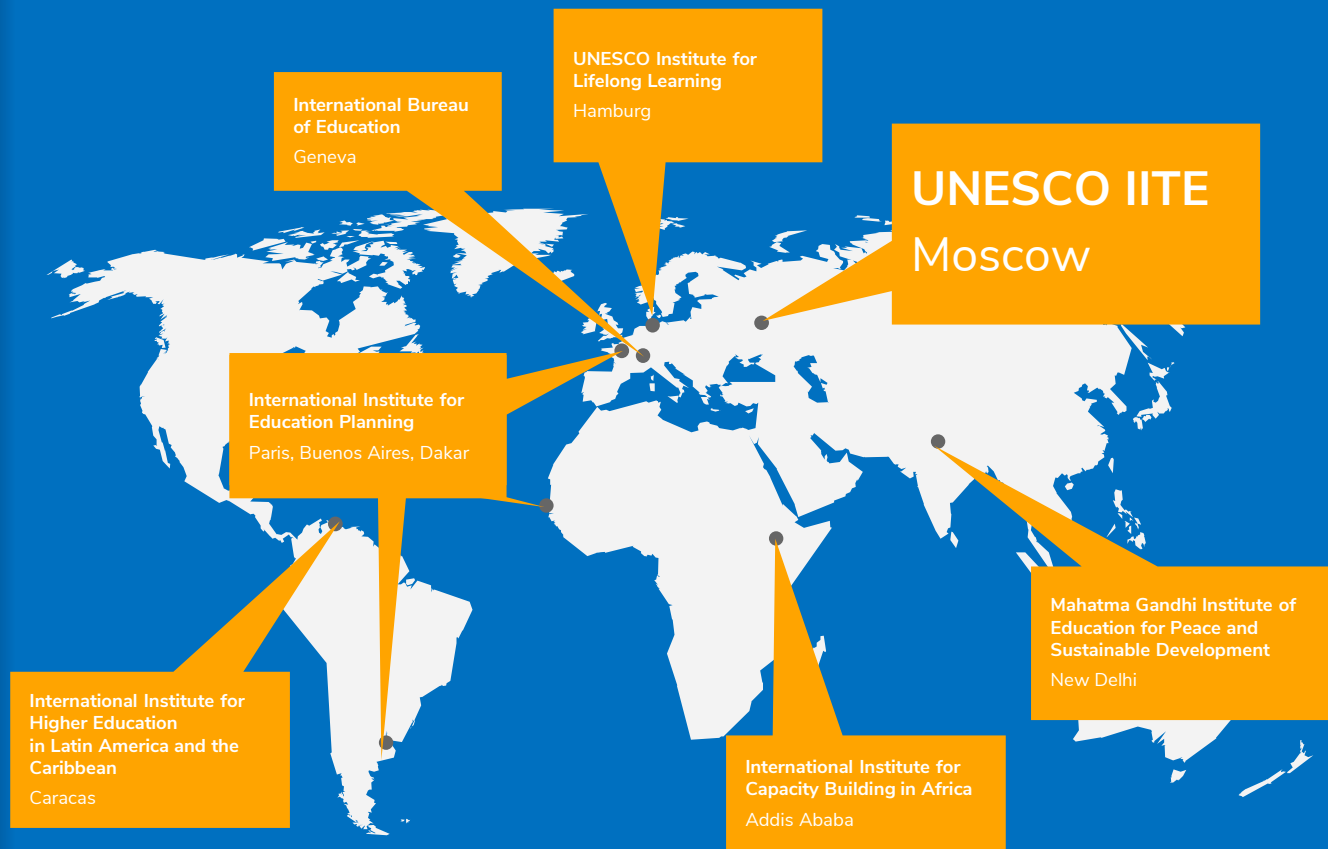 UNESCO Institute for
Lifelong Learning
Hamburg
International Bureau
of Education
Geneva
UNESCO IITE
Moscow
International Institute for
Education Planning
Paris, Buenos Aires, Dakar
Mahatma Gandhi Institute of
Education for Peace and
Sustainable Development
New Delhi
International Institute for
Higher Education
in Latin America and the
Caribbean
Caracas
International Institute for
Capacity Building in Africa
Addis Ababa